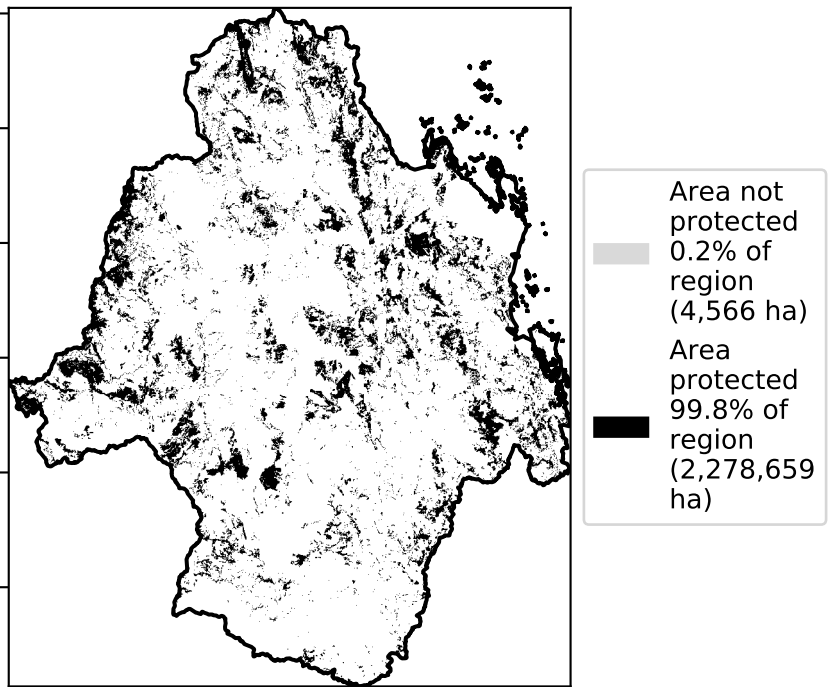 Area not
protected
0.2% of
region
(4,566 ha)
Area
protected
99.8% of
region
(2,278,659
ha)